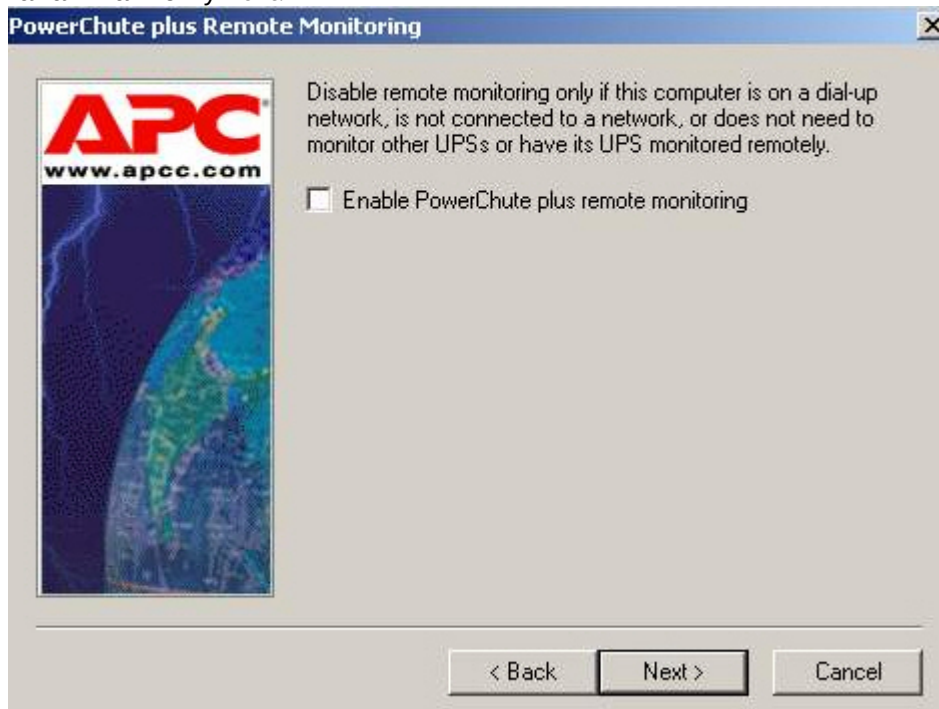 PowerChute plus Remote Monitoring
APC
www.apcc.com
Disable remote monitoring only if this computer is on a dial-up
network, is not connected to a network, or does not need to
monitor other UPSs or have its UPS monitored remotely.
Enable PowerChute plus remote monitoring
< Back
Next >
Cancel